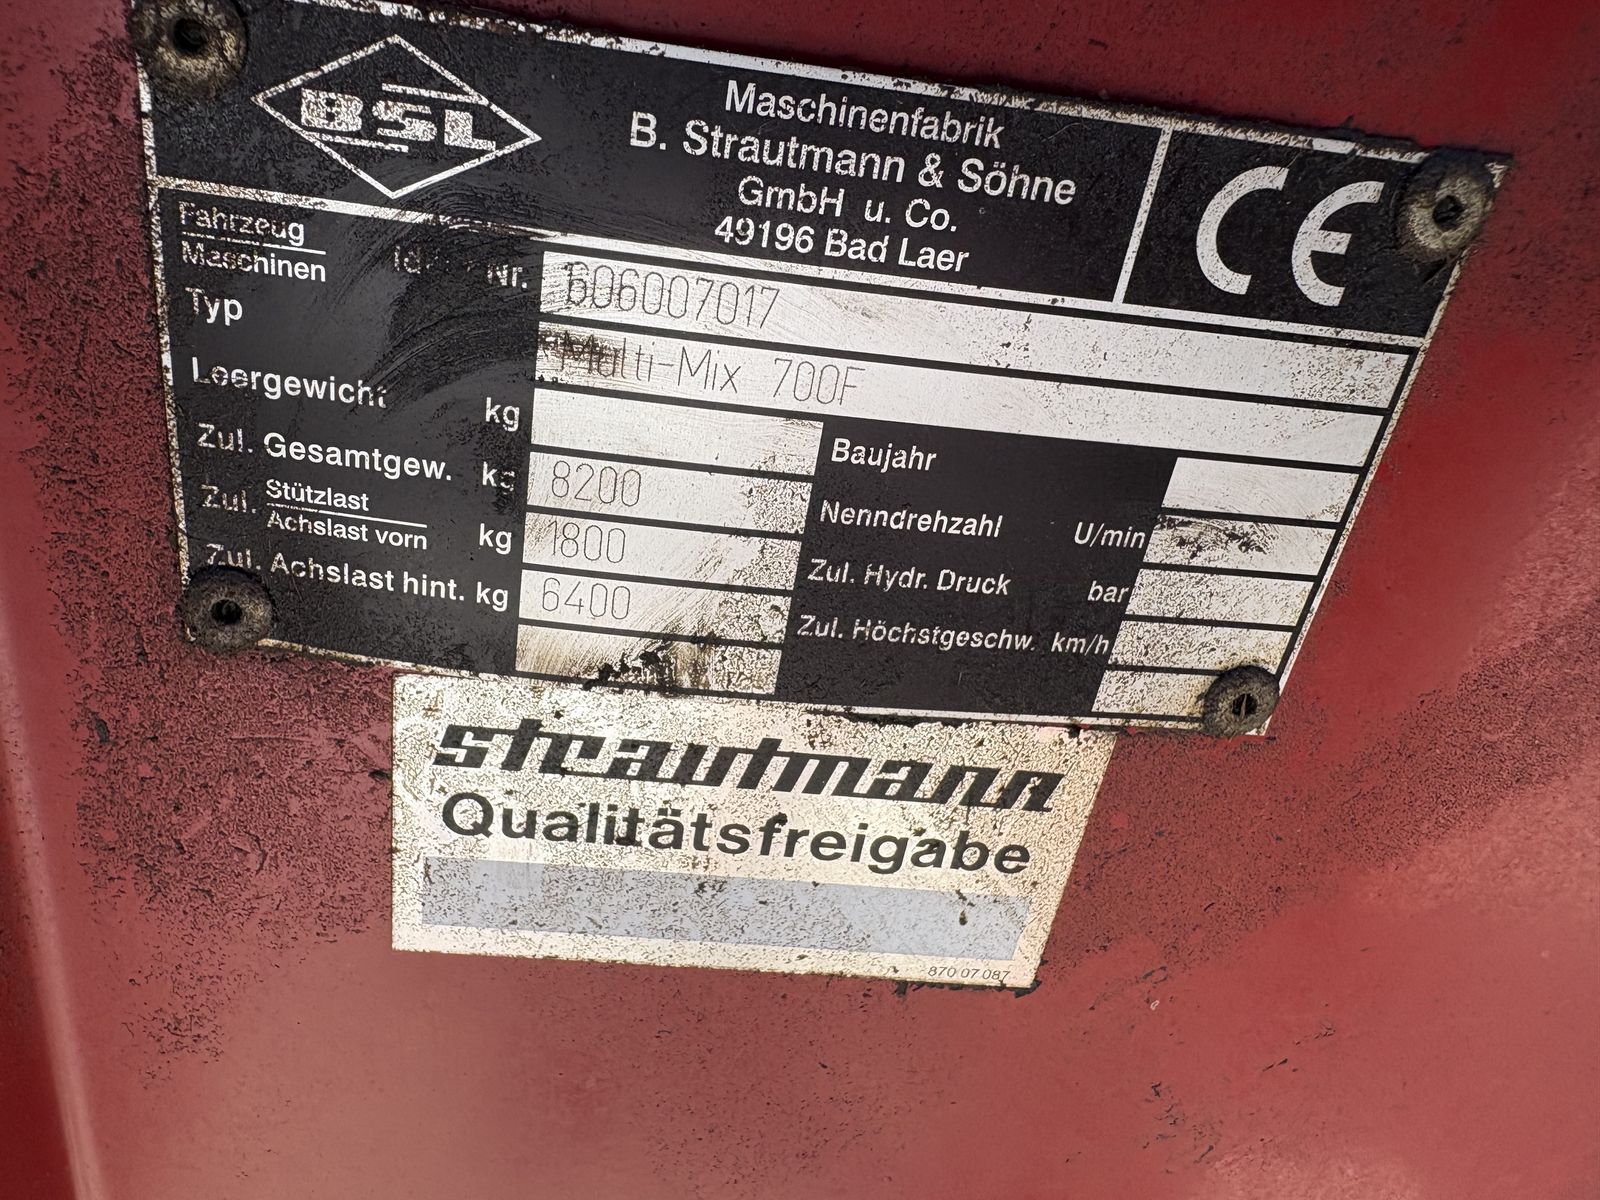 BSL
Maschinenfabrik
B. Strautmann & Söhne
GmbH u. Co.
49196 Bad Laer
CE
Fahrzeug
Maschinen
Nr. 606007017
Typ Multi-Mix 700F
Leergewicht kg
Zul. Gesamtgew. kg 8200
Zul. Stützlast
Achslast vorn kg 1800
Zul. Achslast hint. kg 6400
Baujahr
Nenndrehzahl U/min
Zul. Hydr. Druck bar
Zul. Höchstgeschw. km/h
strautmann
Qualitätsfreigabe
870 07 087